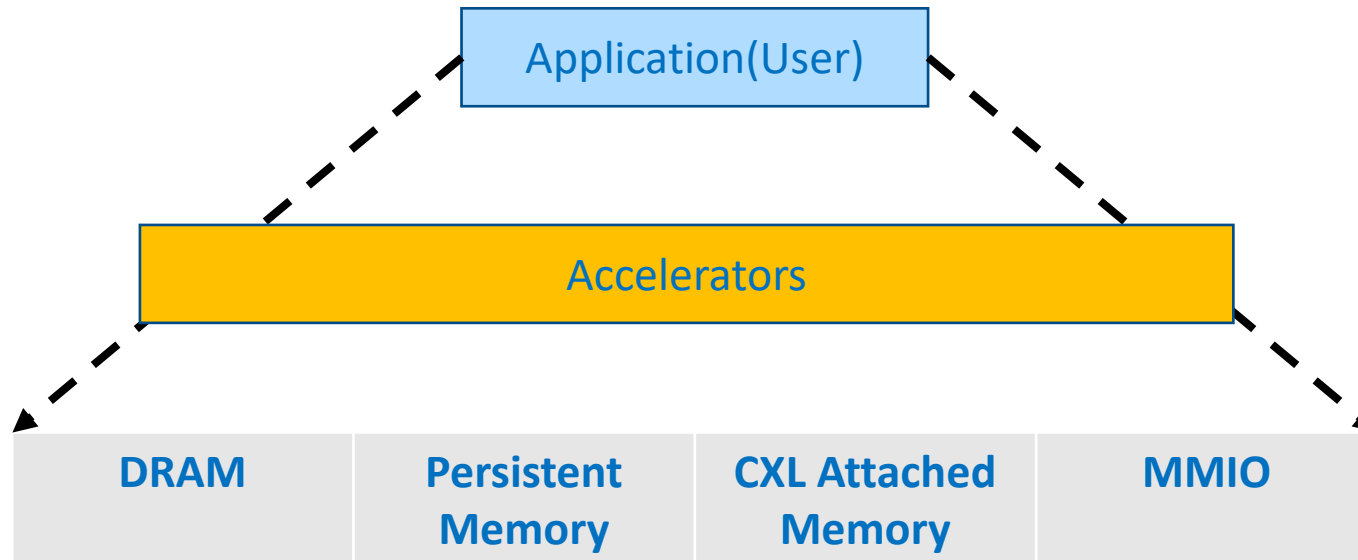 Application(User)
Accelerators
DRAM
Persistent
Memory
CXL Attached
Memory
MMIO